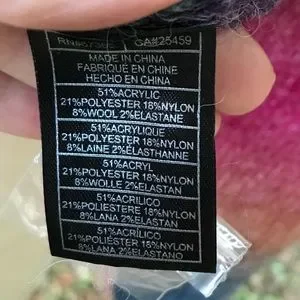 CA#25459
MADE IN CHINA
FABRIQUÉ EN CHINE
HECHO EN CHINA
51%ACRYLIC
21%POLYESTER 18%NYLON
8%WOOL 2%ELASTANE
51%ACRYLIQUE
21%POLYESTER 18%NYLON
8%LAINE 2%ELASTHANNE
51%ACRYL
21%POLYESTER 18%NYLON
8%WOLLE 2%ELASTAN
51%ACRILICO
21%POLIESTERE 18%NYLON
8%LANA 2%ELASTAN
51%ACRÍLICO
21%POLIÉSTER 18%NYLON
8%LANA 2%ELASTAN